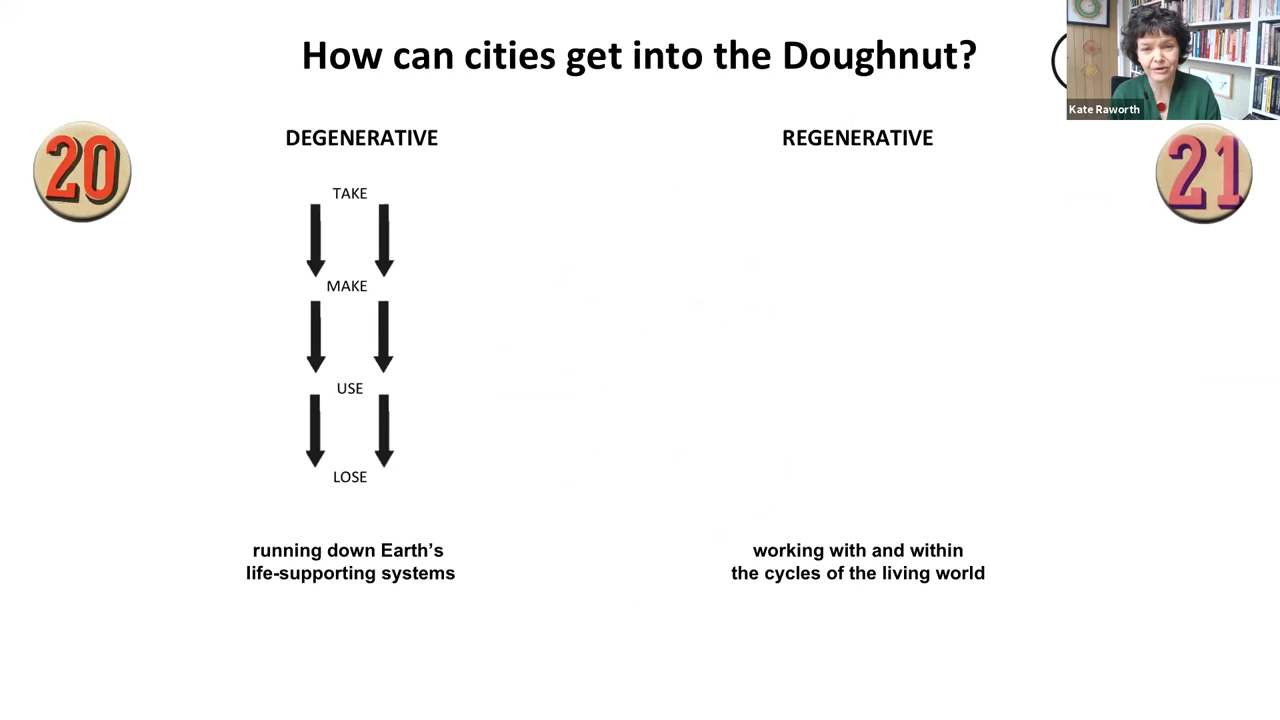 How can cities get into the Doughnut?
Kate Raworth
20
DEGENERATIVE
REGENERATIVE
21
TAKE
MAKE
USE
LOSE
running down Earth’s
life-supporting systems
working with and within
the cycles of the living world